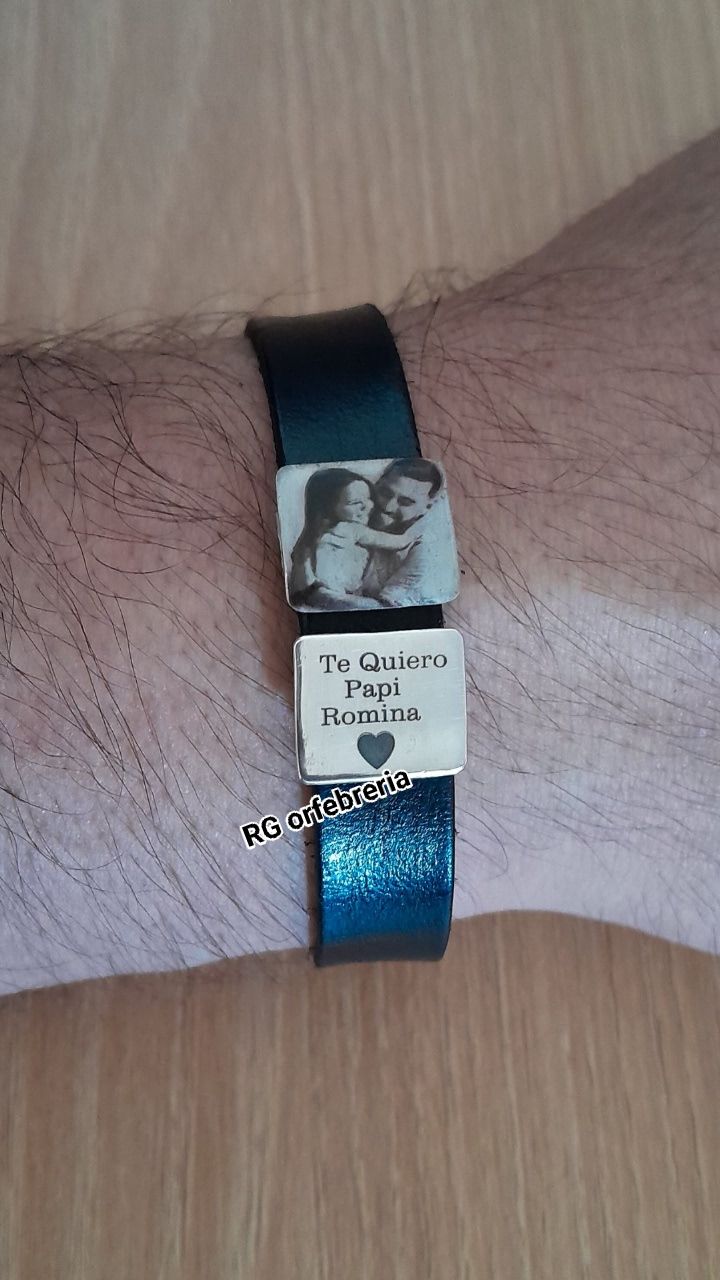 Te Quiero
Papi
Romina
RG orfebreria